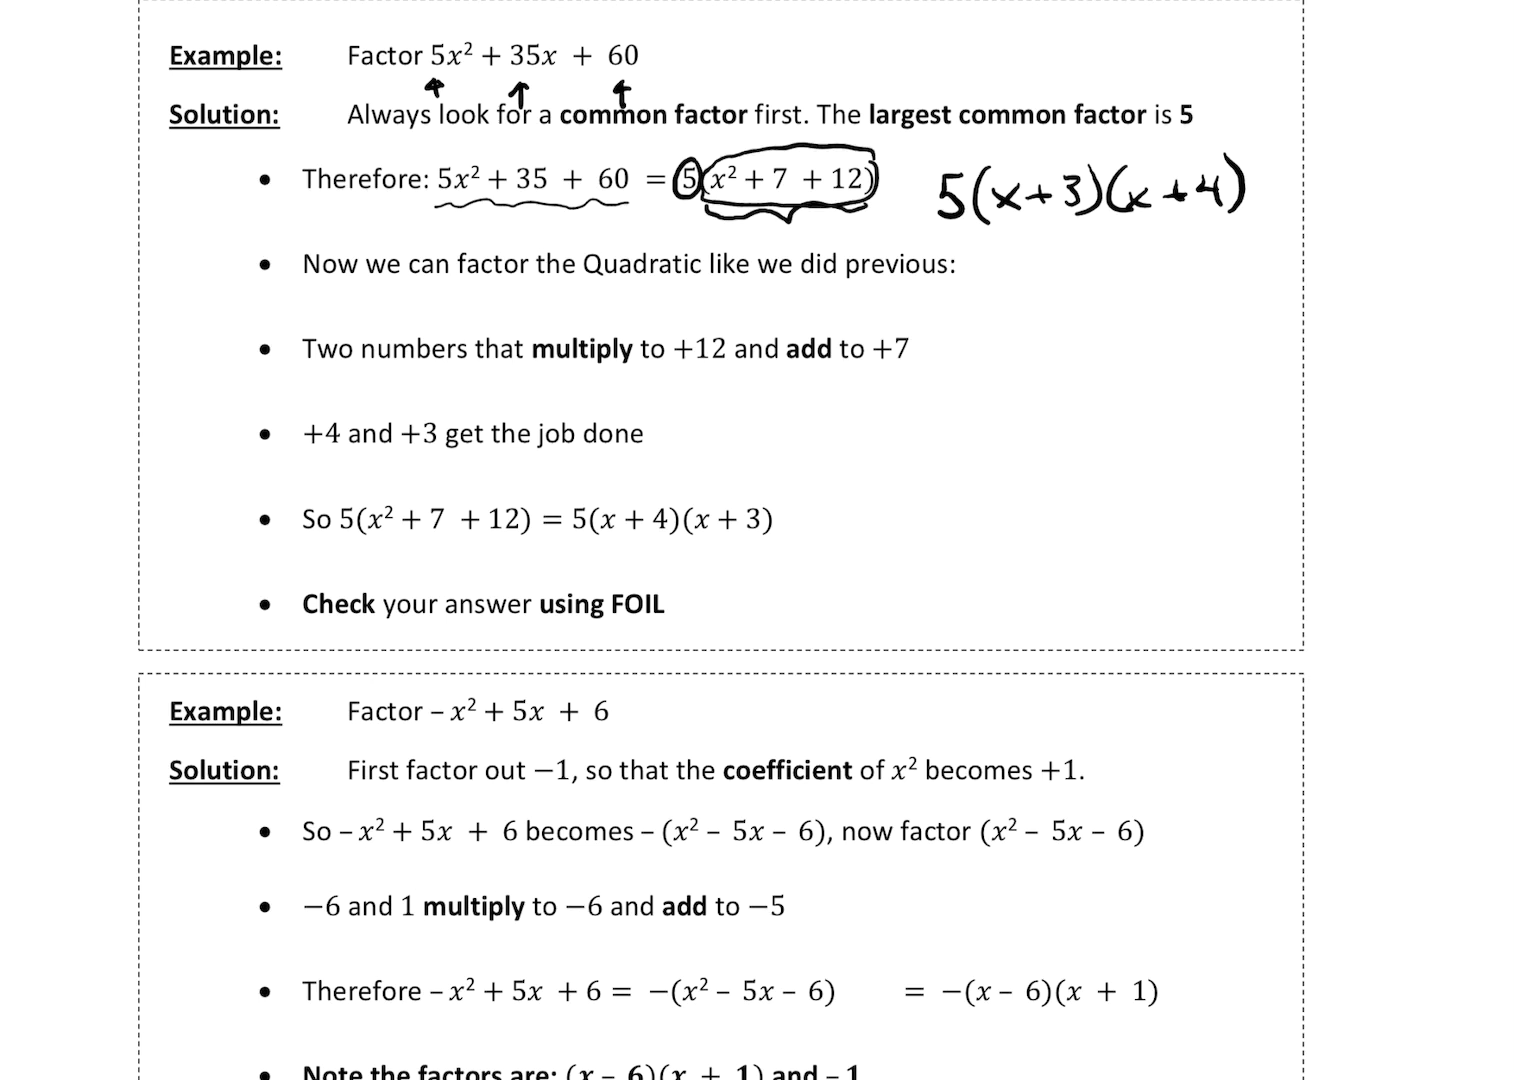 Example: Factor 5x² + 35x + 60
Solution: Always look for a common factor first. The largest common factor is 5
• Therefore: 5x² + 35 + 60 = 5(x² + 7 + 12) 5(x+3)(x+4)
• Now we can factor the Quadratic like we did previous:
• Two numbers that multiply to +12 and add to +7
• +4 and +3 get the job done
• So 5(x² + 7 + 12) = 5(x + 4)(x + 3)
• Check your answer using FOIL
Example: Factor – x² + 5x + 6
Solution: First factor out −1, so that the coefficient of x² becomes +1.
• So – x² + 5x + 6 becomes – (x² – 5x – 6), now factor (x² – 5x – 6)
• −6 and 1 multiply to −6 and add to −5
• Therefore – x² + 5x + 6 = −(x² – 5x – 6) = −(x – 6)(x + 1)
• Note the factors are: (x – 6)(x + 1) and – 1